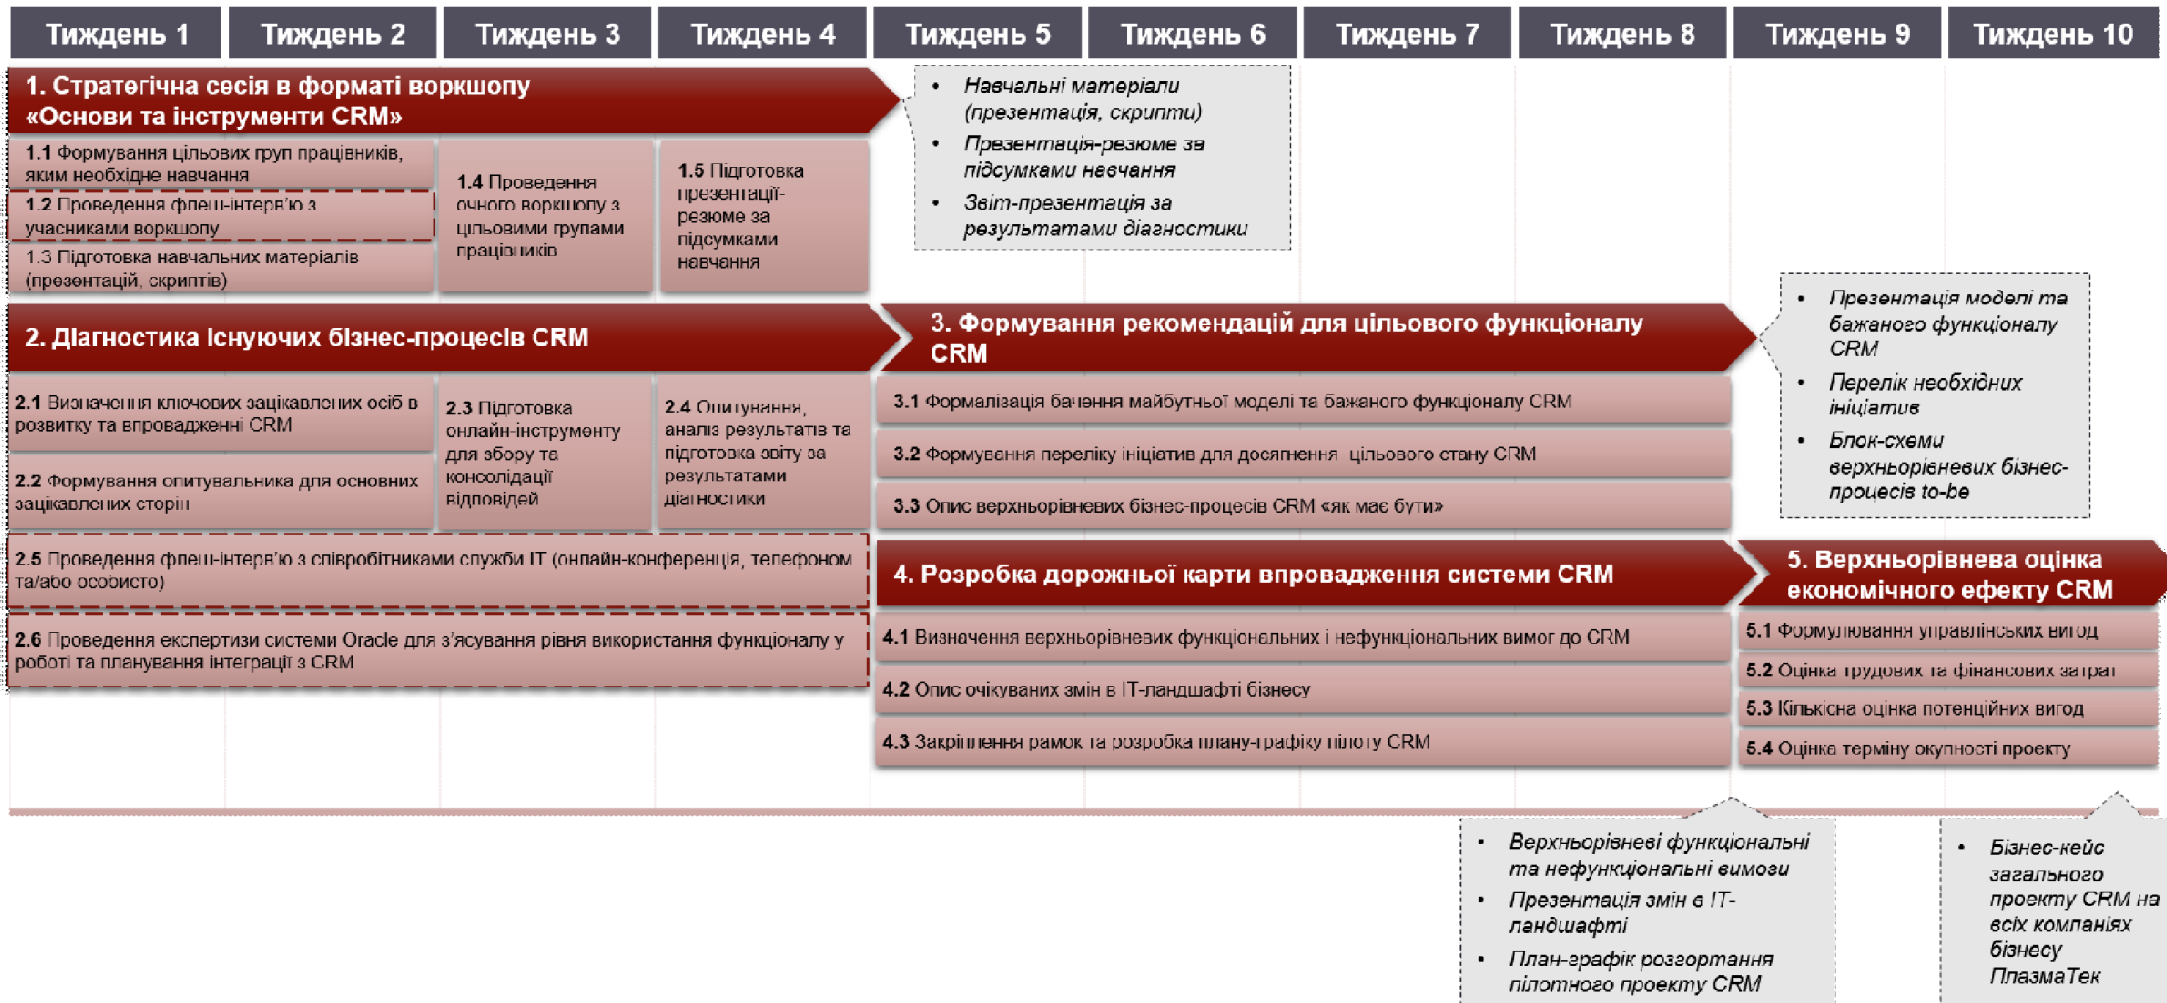 Тиждень 1
Тиждень 2
Тиждень 3
Тиждень 4
Тиждень 5
Тиждень 6
Тиждень 7
Тиждень 8
Тиждень 9
Тиждень 10
1. Стратегічна сесія в форматі воркшопу
«Основи та інструменти CRM»
1.1 Формування цільових груп працівників,
яким необхідне навчання
1.2 Проведення флеш-інтерв'ю з
учасниками воркшопу
1.3 Підготовка навчальних матеріалів
(презентацій, скриптів)
1.4 Проведення
очного воркшопу з
цільовими групами
працівників
1.5 Підготовка
презентації-
резюме за
підсумками
навчання
• Навчальні матеріали
(презентація, скрипти)
• Презентація-резюме за
підсумками навчання
• Звіт-презентація за
результатами діагностики
2. Діагностика існуючих бізнес-процесів CRM
2.1 Визначення ключових зацікавлених осіб в
розвитку та впровадженні CRM
2.2 Формування опитувальника для основних
зацікавлених сторін
2.3 Підготовка
онлайн-інструменту
для збору та
консолідації
відповідей
2.4 Опитування,
аналіз результатів та
підготовка звіту за
результатами
діагностики
2.5 Проведення флеш-інтерв'ю з співробітниками служби ІТ (онлайн-конференція, телефоном
та/або особисто)
2.6 Проведення експертизи системи Oracle для з'ясування рівня використання функціоналу у
роботі та планування інтеграції з CRM
3. Формування рекомендацій для цільового функціоналу
CRM
3.1 Формалізація бачення майбутньої моделі та бажаного функціоналу CRM
3.2 Формування переліку ініціатив для досягнення цільового стану CRM
3.3 Опис верхньорівневих бізнес-процесів CRM «як має бути»
• Презентація моделі та
бажаного функціоналу
CRM
• Перелік необхідних
ініціатив
• Блок-схеми
верхньорівневих бізнес-
процесів to-be
4. Розробка дорожньої карти впровадження системи CRM
4.1 Визначення верхньорівневих функціональних і нефункціональних вимог до CRM
4.2 Опис очікуваних змін в ІТ-ландшафті бізнесу
4.3 Закріплення рамок та розробка плану-графіку пілоту CRM
5. Верхньорівнева оцінка
економічного ефекту CRM
5.1 Формулювання управлінських вигод
5.2 Оцінка трудових та фінансових затрат
5.3 Кількісна оцінка потенційних вигод
5.4 Оцінка терміну окупності проекту
• Верхньорівневі функціональні
та нефункціональні вимоги
• Презентація змін в ІТ-
ландшафті
• План-графік розгортання
пілотного проекту CRM
• Бізнес-кейс
загального
проекту CRM на
всіх компаніях
бізнесу
ПлазмаТек